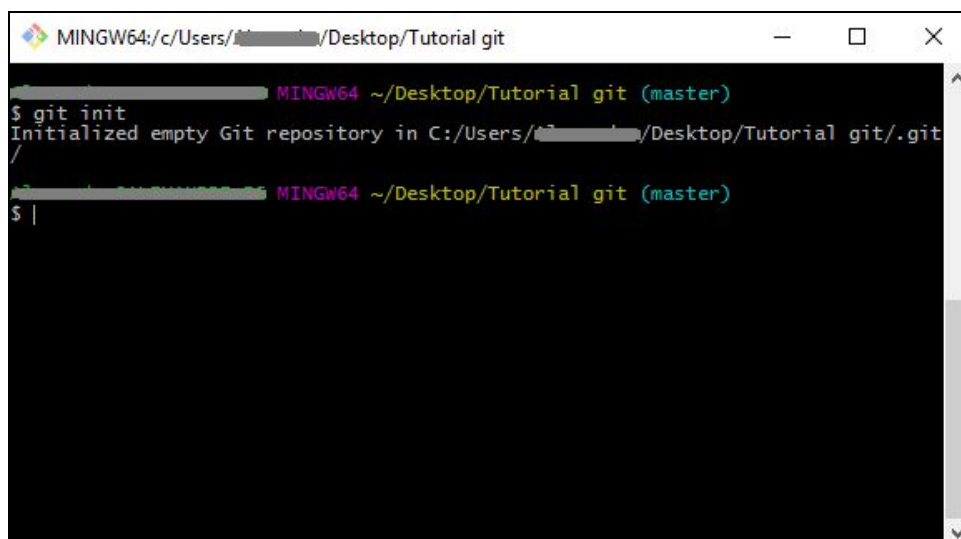 MINGW64:/c/Users/ /Desktop/Tutorial git
MINGW64 ~/Desktop/Tutorial git (master)
$ git init
Initialized empty Git repository in C:/Users/ /Desktop/Tutorial git/.git
/
MINGW64 ~/Desktop/Tutorial git (master)
$